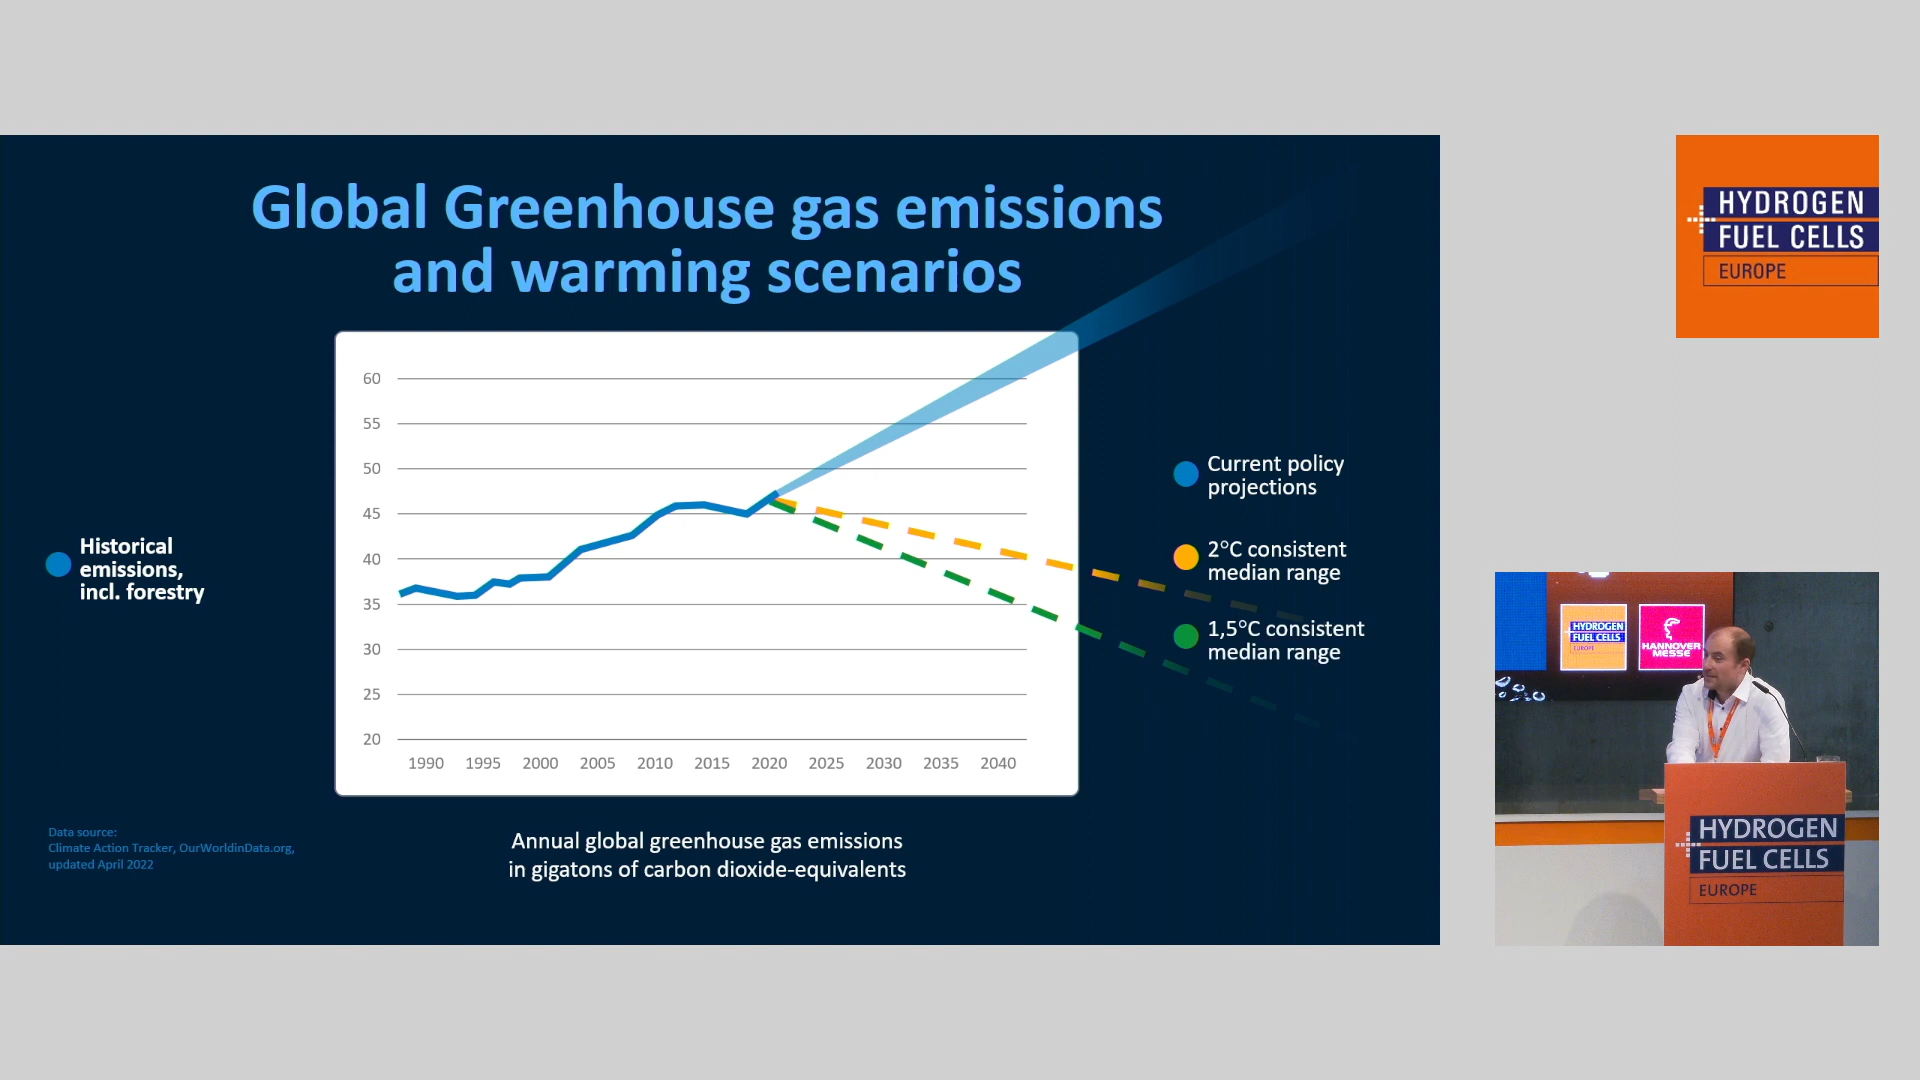 Global Greenhouse gas emissions
and warming scenarios
60
55
50
45
40
35
30
25
20
1990 1995 2000 2005 2010 2015 2020 2025 2030 2035 2040
Historical
emissions,
incl. forestry
Current policy
projections
2°C consistent
median range
1,5°C consistent
median range
Data source:
Climate Action Tracker, OurWorldinData.org,
updated April 2022
Annual global greenhouse gas emissions
in gigatons of carbon dioxide-equivalents
HYDROGEN
FUEL CELLS
EUROPE
HYDROGEN
FUEL CELLS
EUROPE
HANNOVER
MESSE
HYDROGEN
FUEL CELLS
EUROPE